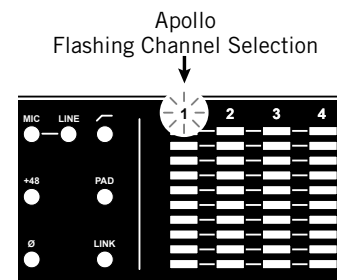 Apollo
Flashing Channel Selection
MIC LINE 1 2 3 4
+48 PAD
Ø LINK